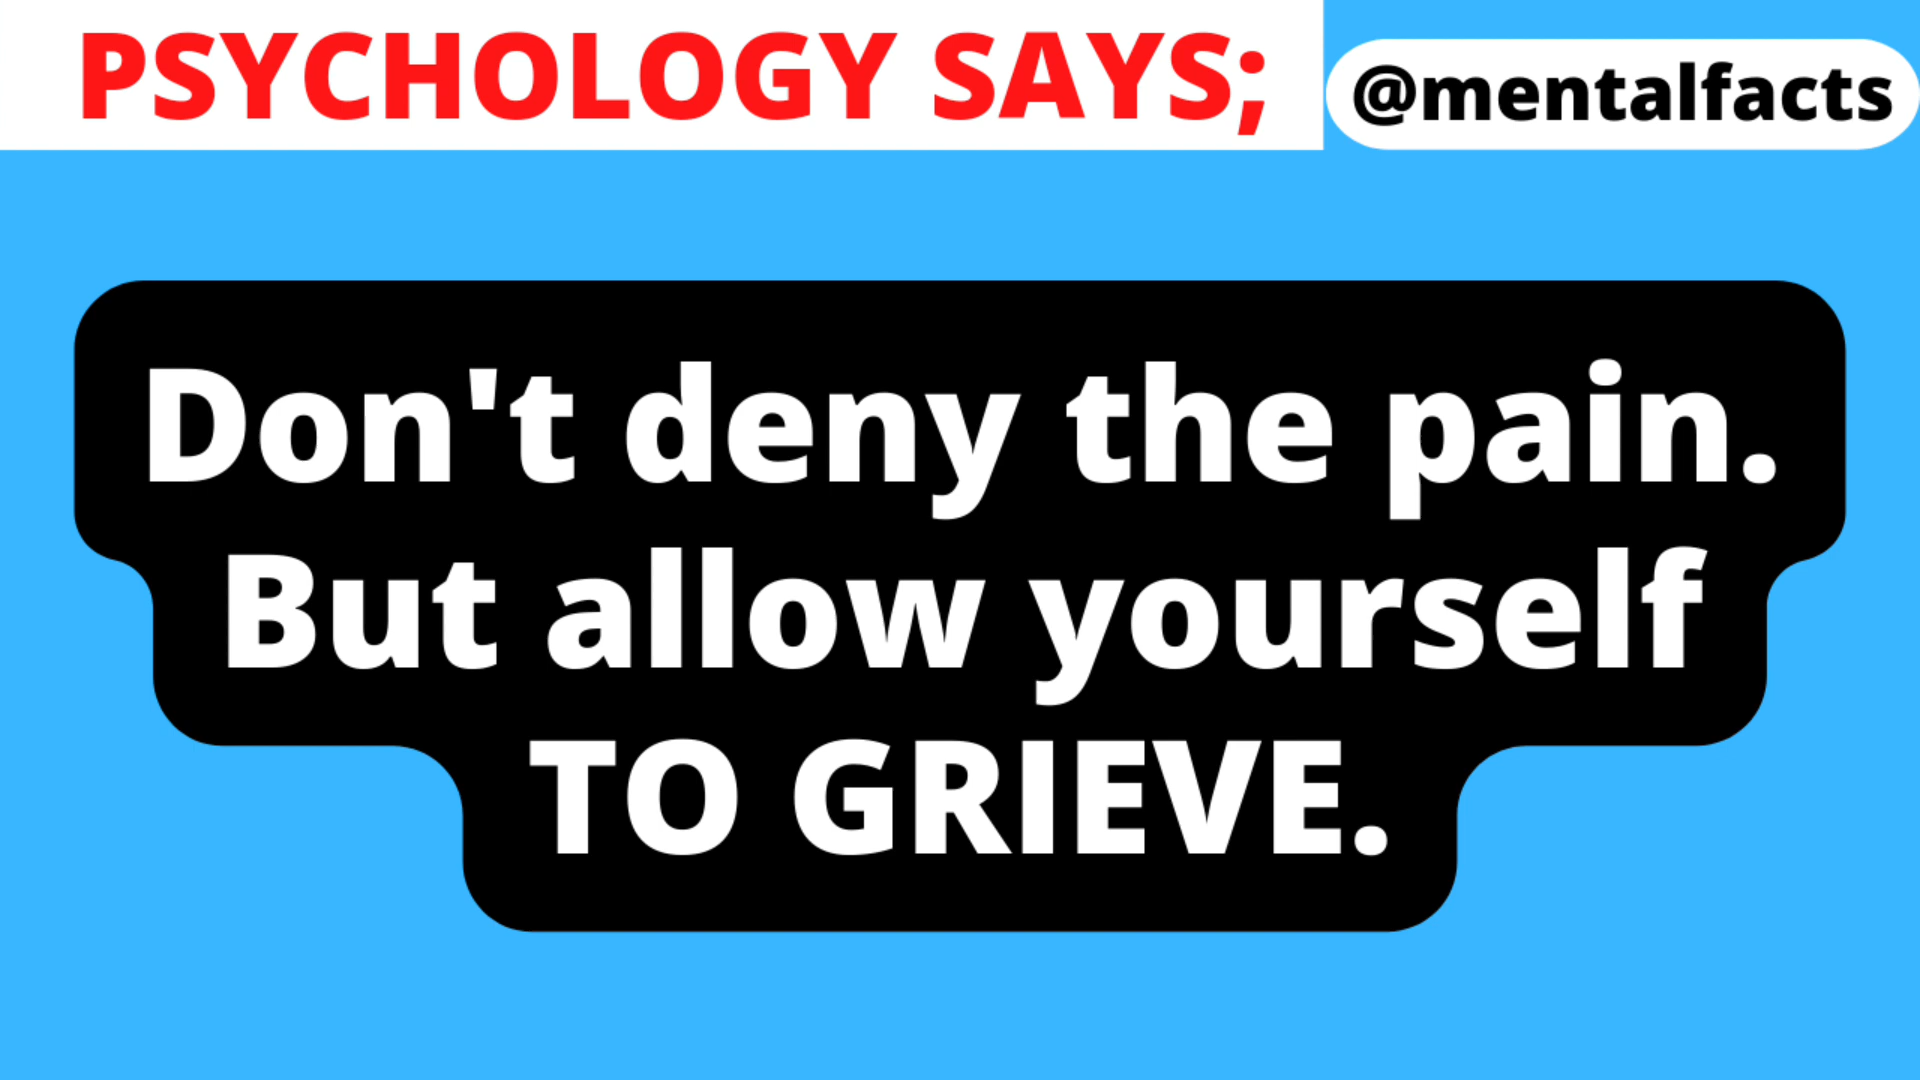 PSYCHOLOGY SAYS;
@mentalfacts
Don't deny the pain.
But allow yourself
TO GRIEVE.